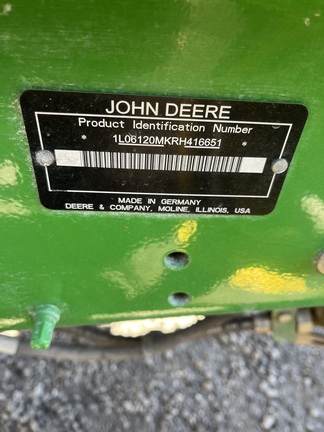 JOHN DEERE
Product Identification Number
* 1L06120MKRH416651 *
MADE IN GERMANY
DEERE & COMPANY, MOLINE, ILLINOIS, USA